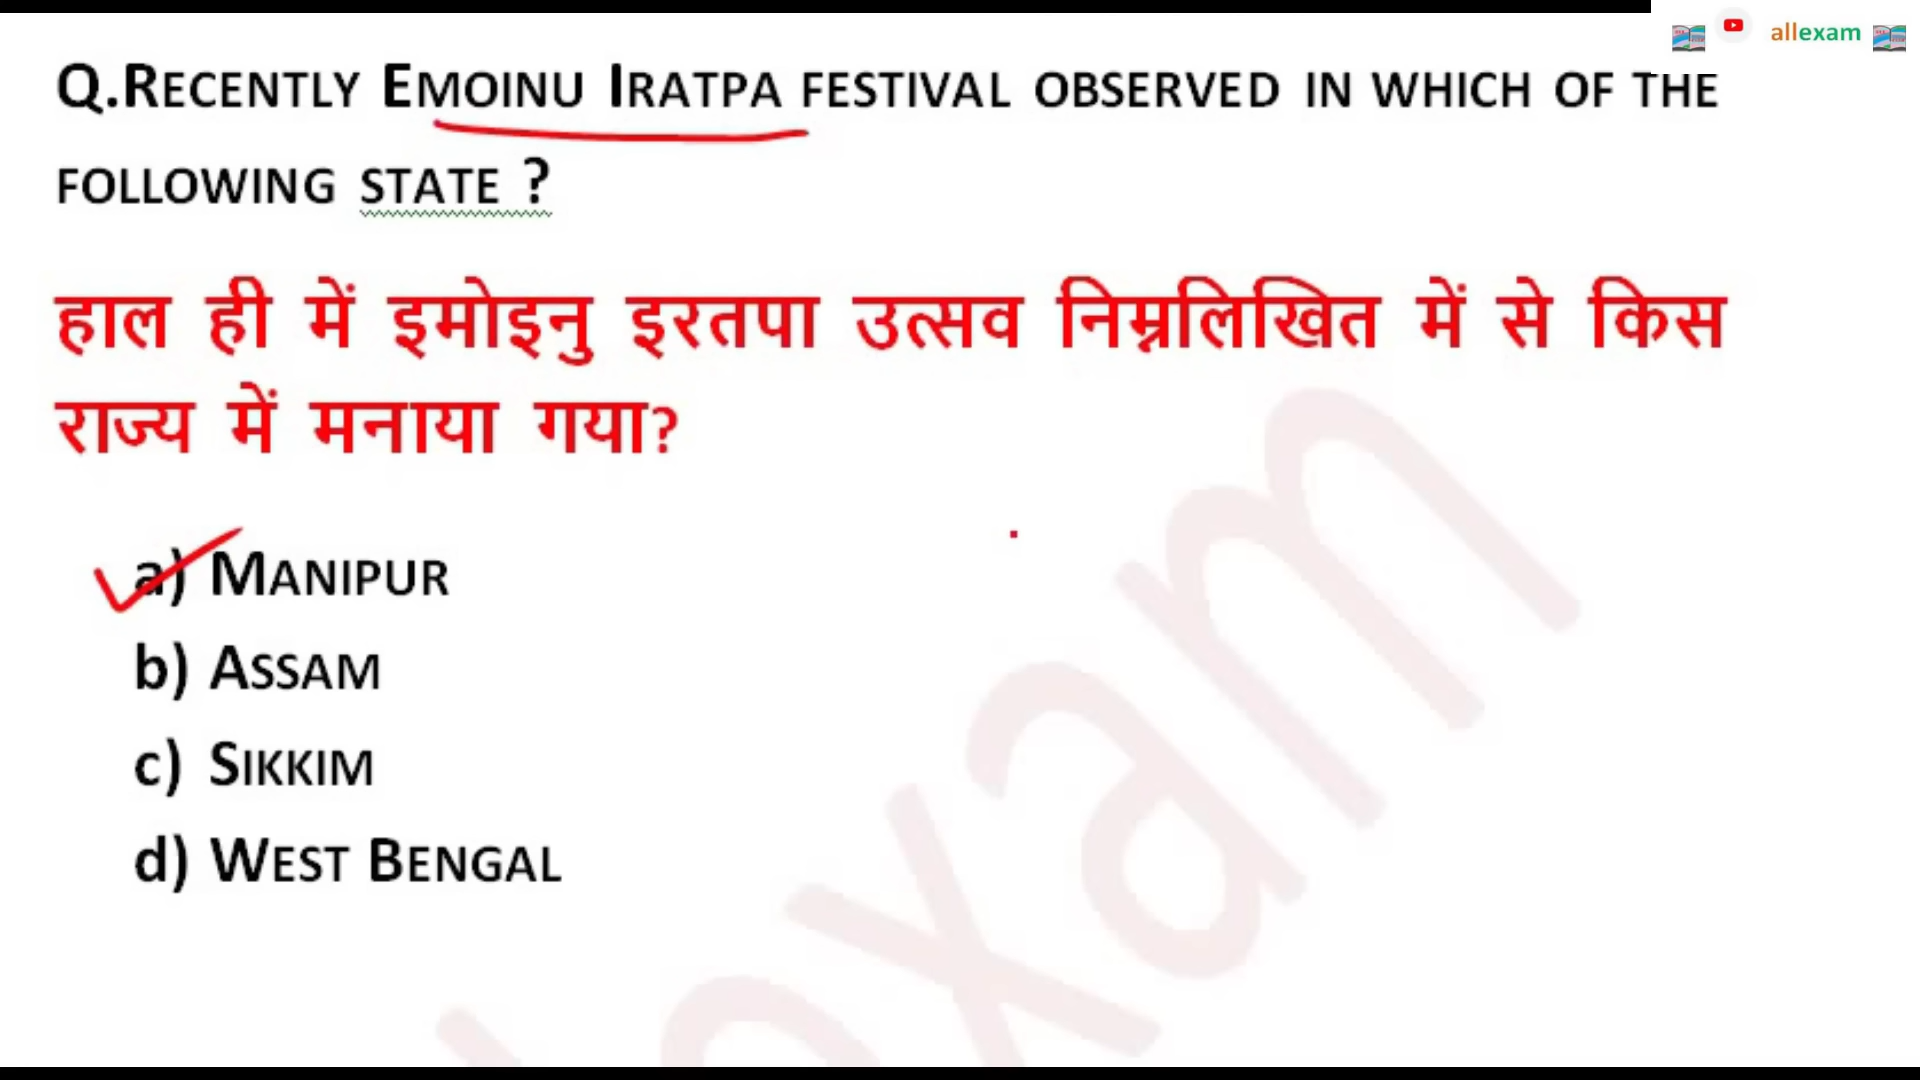 allexam
Q.Recently Emoinu Iratpa festival observed in which of the
following state ?
हाल ही में इमोइनु इरतपा उत्सव निम्नलिखित में से किस
राज्य में मनाया गया?
a) Manipur
b) Assam
c) Sikkim
d) West Bengal
exam